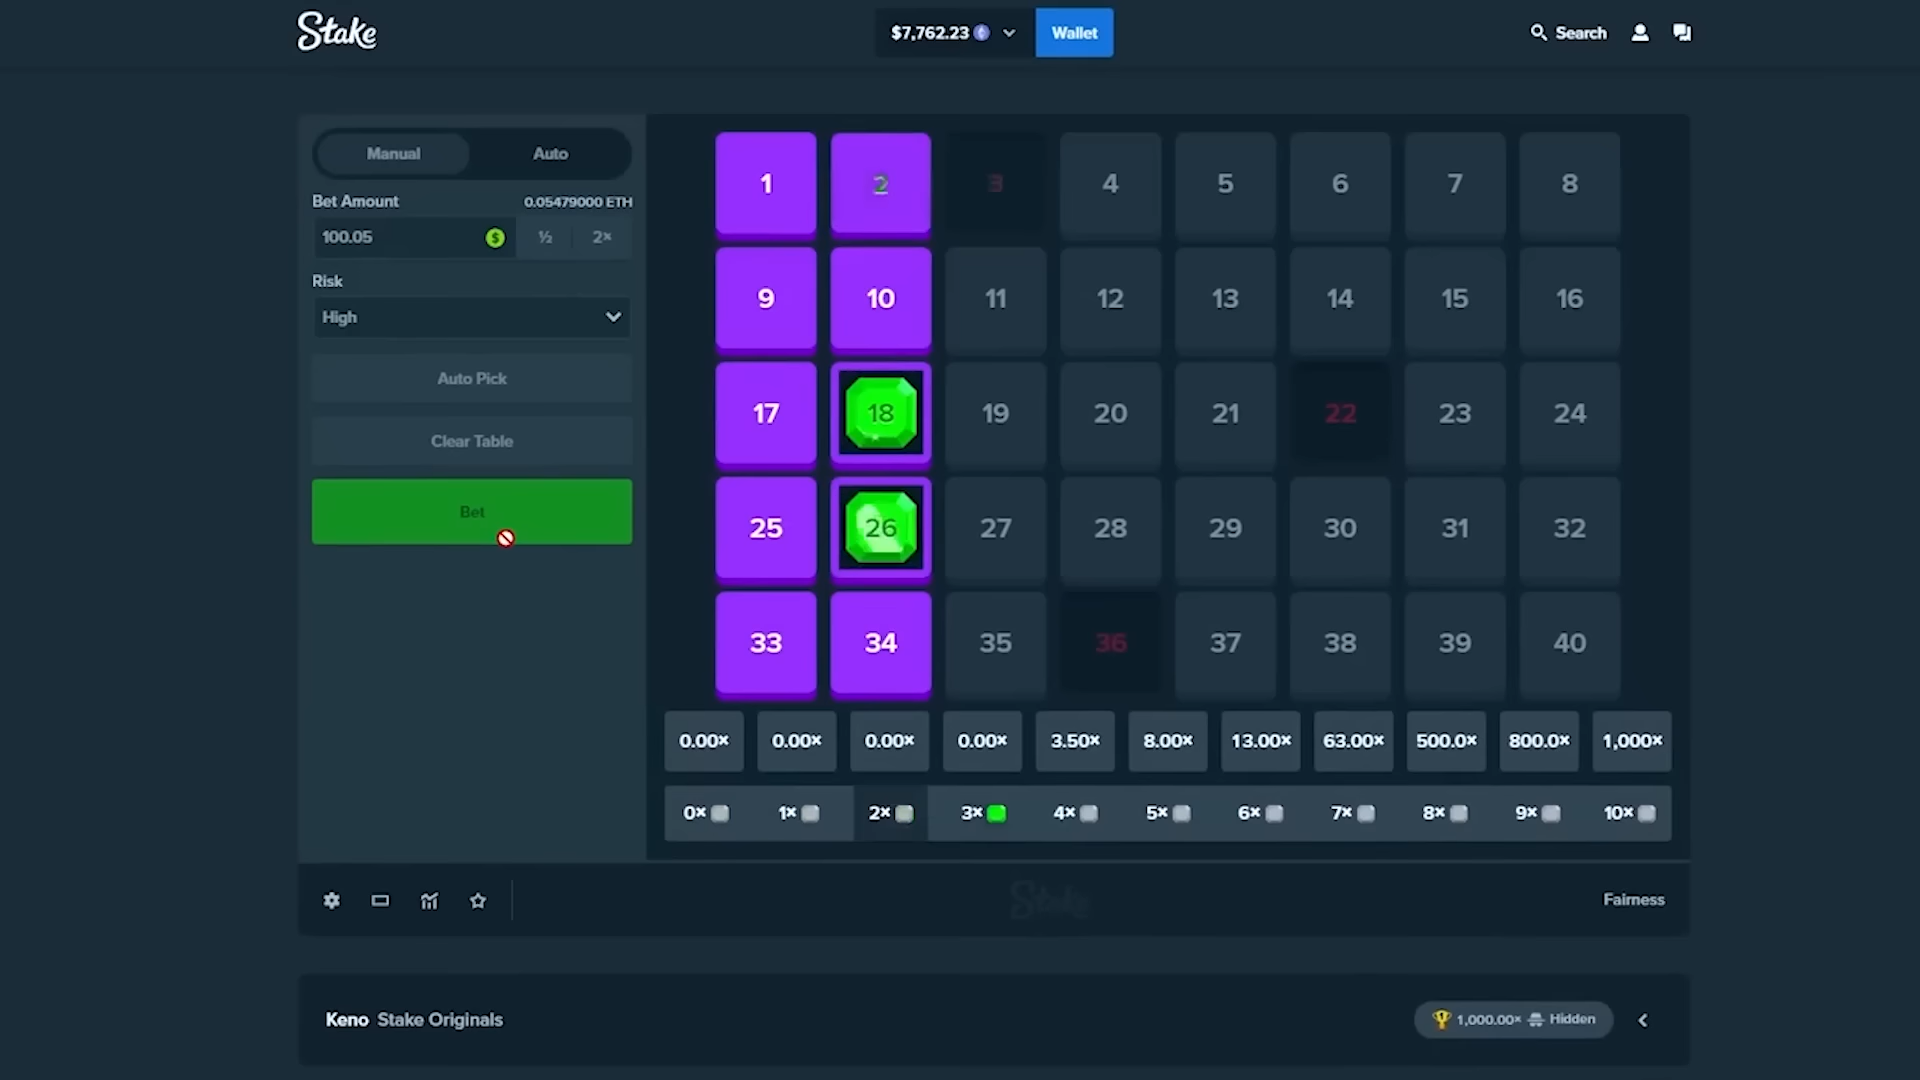 Stake
$7,762.23
Wallet
Search
Manual Auto
Bet Amount 0.05479000 ETH
100.05 $ ½ 2×
Risk
High
Auto Pick
Clear Table
Bet
1 2 3 4 5 6 7 8
9 10 11 12 13 14 15 16
17 18 19 20 21 22 23 24
25 26 27 28 29 30 31 32
33 34 35 36 37 38 39 40
0.00× 0.00× 0.00× 0.00× 3.50× 8.00× 13.00× 63.00× 500.0× 800.0× 1,000×
0× 1× 2× 3× 4× 5× 6× 7× 8× 9× 10×
Stake
Fairness
Keno Stake Originals
1,000.00× Hidden